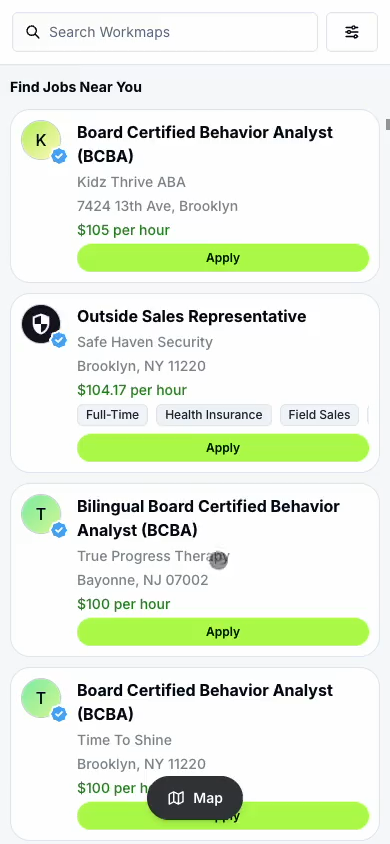 Search Workmaps
Find Jobs Near You
K
Board Certified Behavior Analyst
(BCBA)
Kidz Thrive ABA
7424 13th Ave, Brooklyn
$105 per hour
Apply
Outside Sales Representative
Safe Haven Security
Brooklyn, NY 11220
$104.17 per hour
Full-Time Health Insurance Field Sales
Apply
T
Bilingual Board Certified Behavior
Analyst (BCBA)
True Progress Therapy
Bayonne, NJ 07002
$100 per hour
Apply
T
Board Certified Behavior Analyst
(BCBA)
Time To Shine
Brooklyn, NY 11220
$100 per h
Map